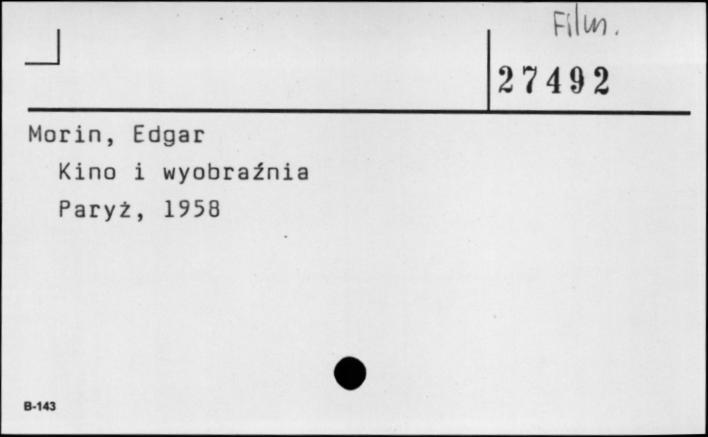 Film.
27492
Morin, Edgar
Kino i wyobraźnia
Paryż, 1958
B-143